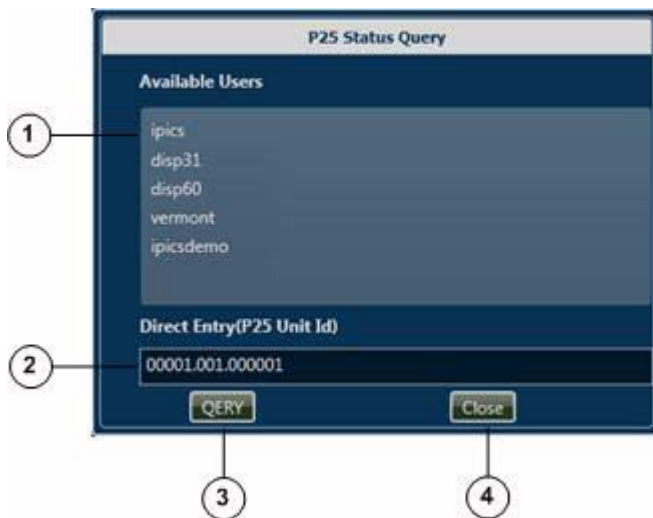 P25 Status Query
Available Users
1
ipics
disp31
disp60
vermont
ipicsdemo
Direct Entry(P25 Unit Id)
2
00001.001.000001
QERY
Close
3
4